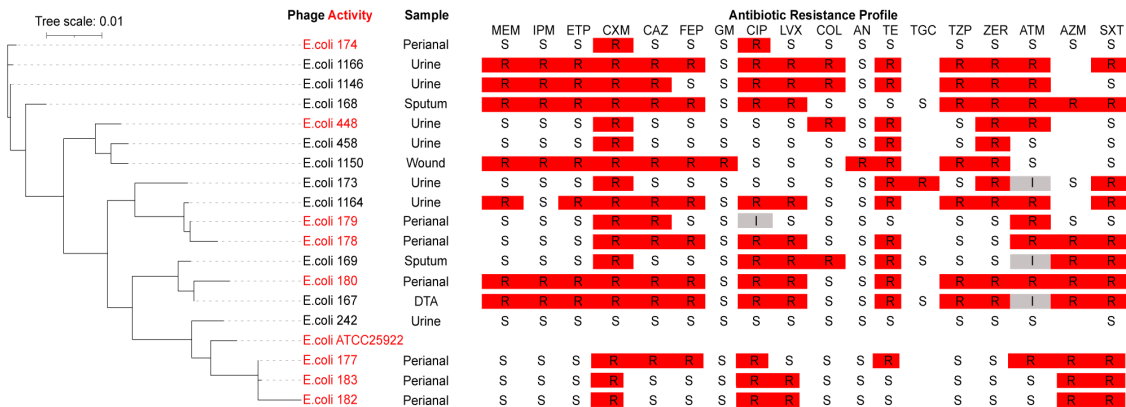 Tree scale: 0.01
Phage Activity Sample Antibiotic Resistance Profile
MEM IPM ETP CXM CAZ FEP GM CIP LVX COL AN TE TGC TZP ZER ATM AZM SXT
E.coli 174 Perianal S S S R S S S R S S S S S S S S S
E.coli 1166 Urine R R R R R R S R R R S R R R R R
E.coli 1146 Urine R R R R R S S R R R S R R R R S
E.coli 168 Sputum R R R R R R S R R S S S S R R R R R
E.coli 448 Urine S S S R S S S S S R S R S R R S
E.coli 458 Urine S S S R S S S S S S S R S R S S
E.coli 1150 Wound R R R R R R R S S S R R R R S S
E.coli 173 Urine S S S R S S S S S S S R R S R I S R
E.coli 1164 Urine R S R R R R S R R S S R R R R R
E.coli 179 Perianal S S S R R S S I S S S S S S R S S
E.coli 178 Perianal S S S R R R S R R S S R S S R R R
E.coli 169 Sputum S S S R S S S R R R S R S S S I R R
E.coli 180 Perianal R R R R R R S R R S S R R R R R R
E.coli 167 DTA R R R R R R S R R S S R S R R I R R
E.coli 242 Urine S S S S S S S S S S S S S S S S
E.coli ATCC25922
E.coli 177 Perianal S S S R R R S R S S S R S S R R R
E.coli 183 Perianal S S S R S S S R R S S S S S S R R
E.coli 182 Perianal S S S R S S S R R S S S S S S R R